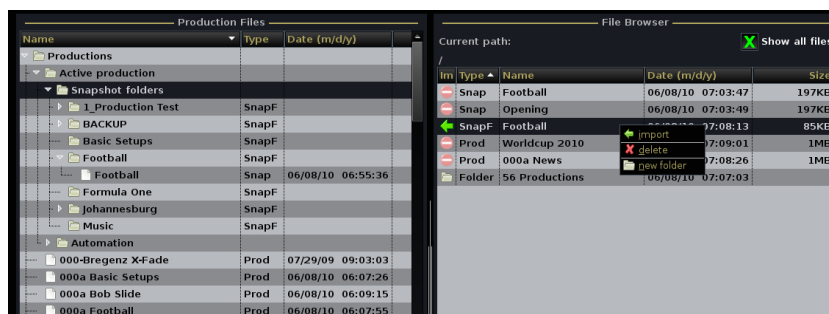 Production Files
Name Type Date (m/d/y)
Productions
Active production
Snapshot folders
1_Production Test SnapF
BACKUP SnapF
Basic Setups SnapF
Football SnapF
Football Snap 06/08/10 06:55:36
Formula One SnapF
Johannesburg SnapF
Music SnapF
Automation
000-Bregenz X-Fade Prod 07/29/09 09:03:03
000a Basic Setups Prod 06/08/10 06:07:26
000a Bob Slide Prod 06/08/10 06:09:15
000a Football Prod 06/08/10 06:07:55
File Browser
Current path: X Show all files
/
Im Type Name Date (m/d/y) Size
Snap Football 06/08/10 07:03:47 197KB
Snap Opening 06/08/10 07:03:49 197KB
SnapF Football 07:08:13 85KB
Prod Worldcup 2010 07:09:01 1MB
Prod 000a News 07:08:26 1MB
Folder 56 Productions 06/08/10 07:07:03
import
delete
new folder